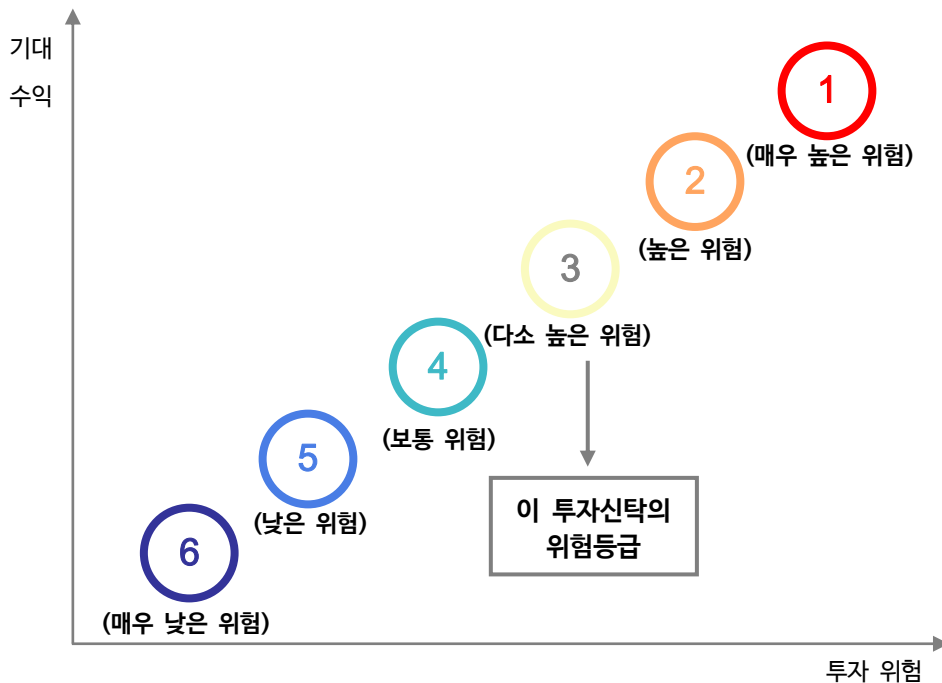 기대
수익
1
(매우 높은 위험)
2
(높은 위험)
3
(다소 높은 위험)
4
(보통 위험)
5
(낮은 위험)
이 투자신탁의
위험등급
6
(매우 낮은 위험)
투자 위험